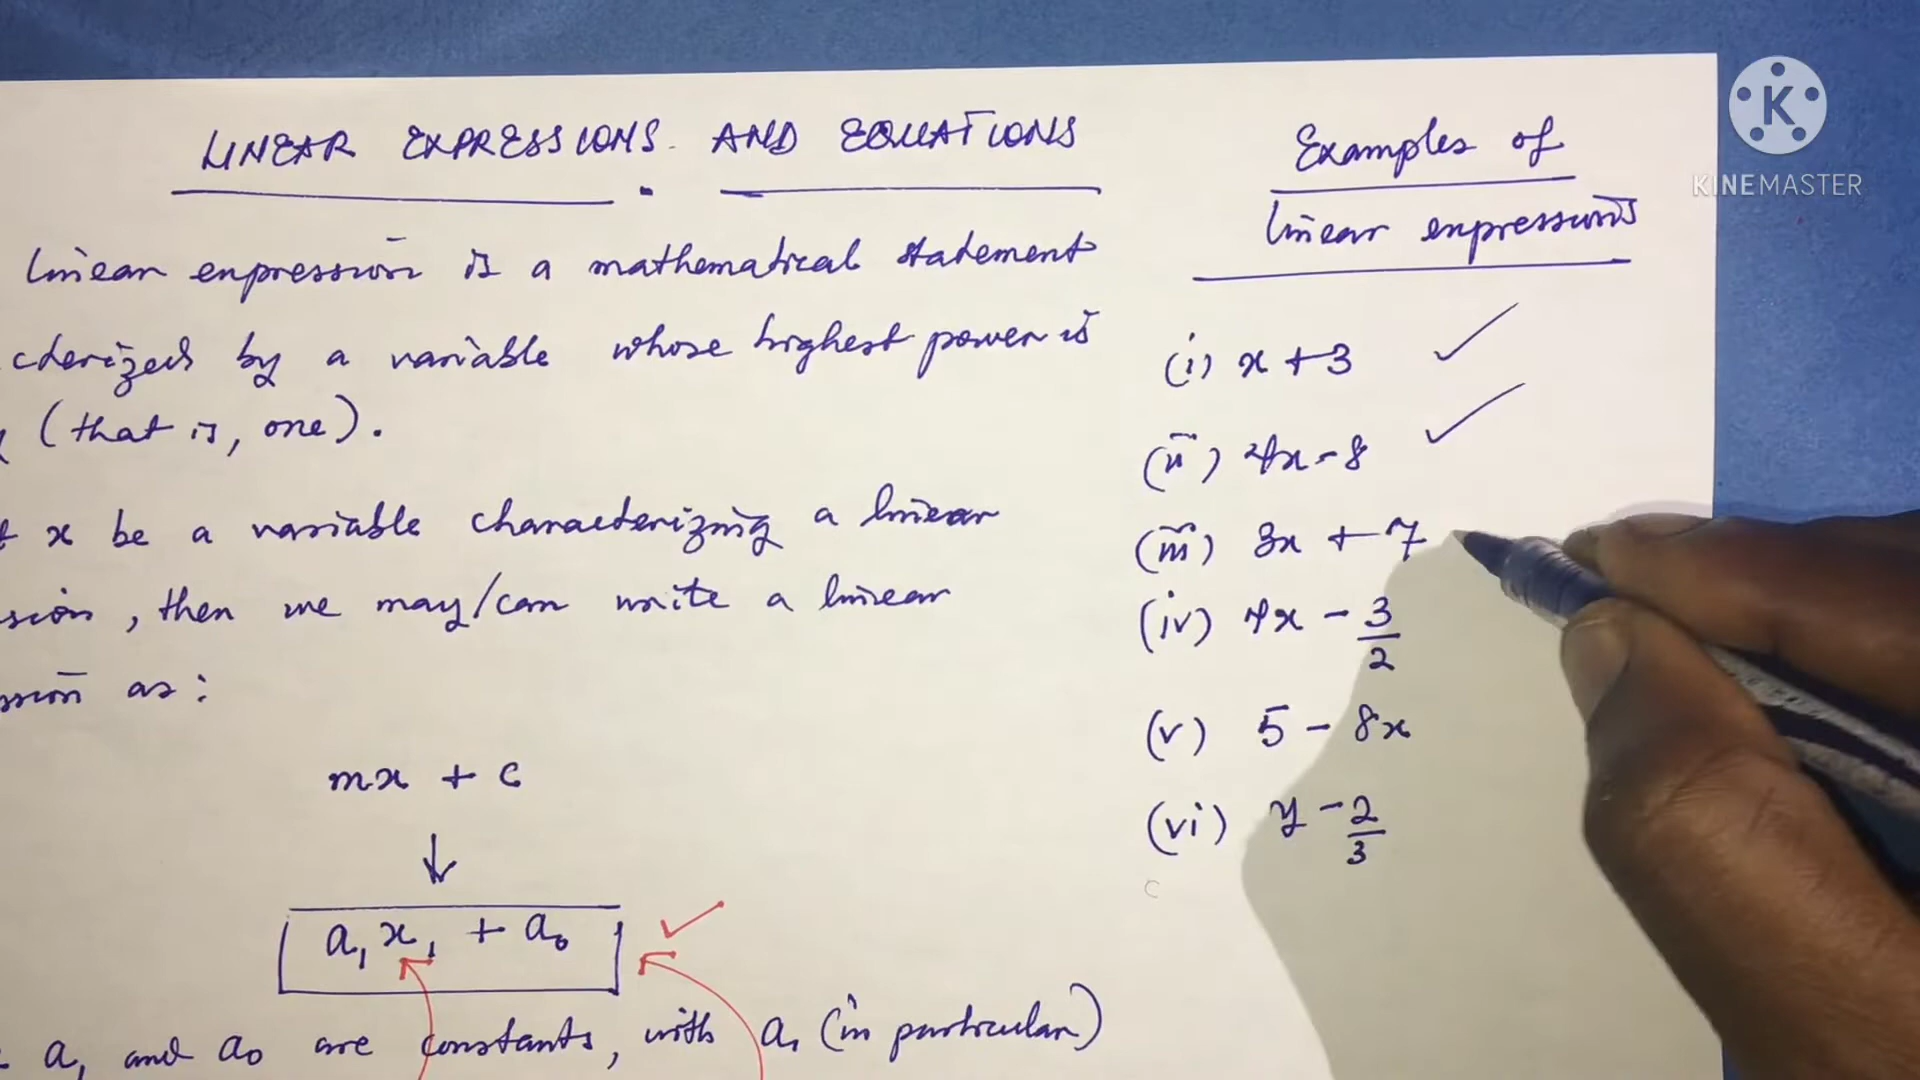 LINEAR EXPRESSIONS AND EQUATIONS
linear expression is a mathematical statement
cterized by a variable whose highest power is
(that is, one).
x be a variable characterizing a linear
ssion, then we may/can write a linear
ssion as:
mx + c
↓
a₁x₁ + a₀
a₁ and a₀ are constants, with a₁ (in particular)
Examples of
linear expressions
(i) x + 3
(ii) 4x - 8
(iii) 3x + 7
(iv) 7x - 3/2
(v) 5 - 8x
(vi) y - 2/3
K
KINEMASTER